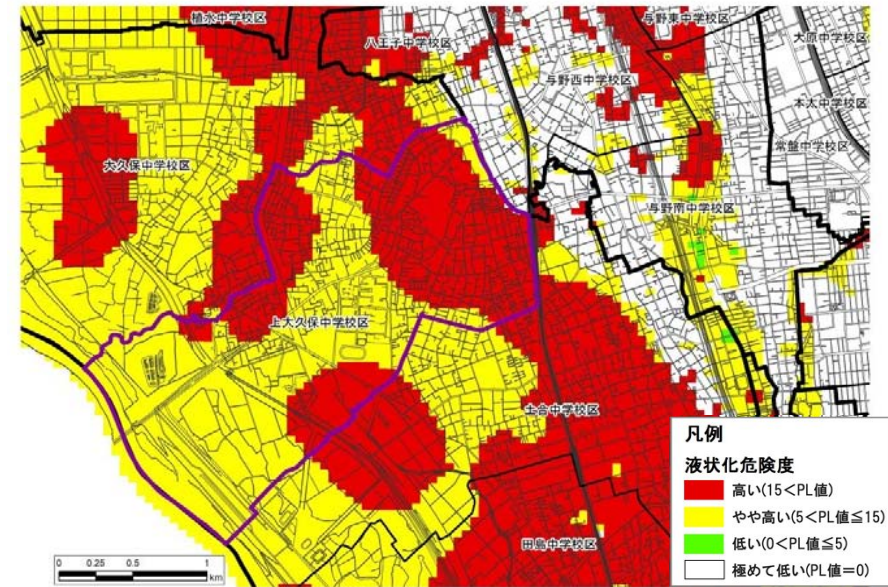 植水中学校区
与野東中学校区
八王子中学校区
大原中学校区
与野西中学校区
本太中学校区
常盤中学校区
大久保中学校区
与野南中学校区
上大久保中学校区
土合中学校区
田島中学校区
凡例
液状化危険度
高い(15<PL値)
やや高い(5<PL値≦15)
低い(0<PL値≦5)
極めて低い(PL値=0)
0 0.25 0.5 1
km